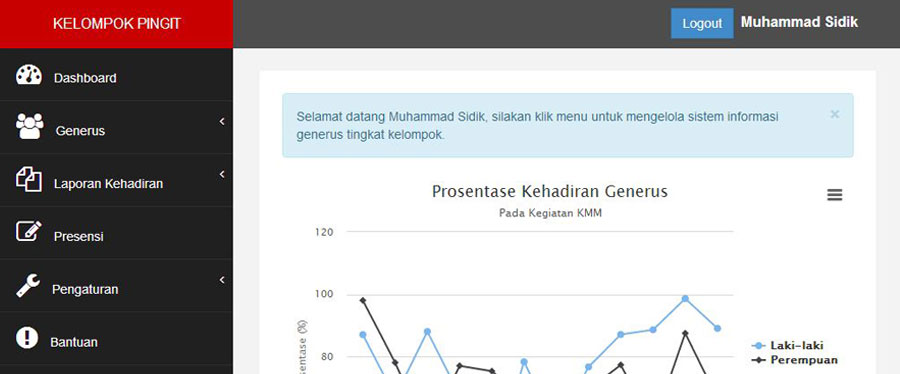 KELOMPOK PINGIT
Logout Muhammad Sidik
Dashboard
Generus
Laporan Kehadiran
Presensi
Pengaturan
Bantuan
Selamat datang Muhammad Sidik, silakan klik menu untuk mengelola sistem informasi
generus tingkat kelompok.
Prosentase Kehadiran Generus
Pada Kegiatan KMM
120
100
80
Laki-laki
Perempuan